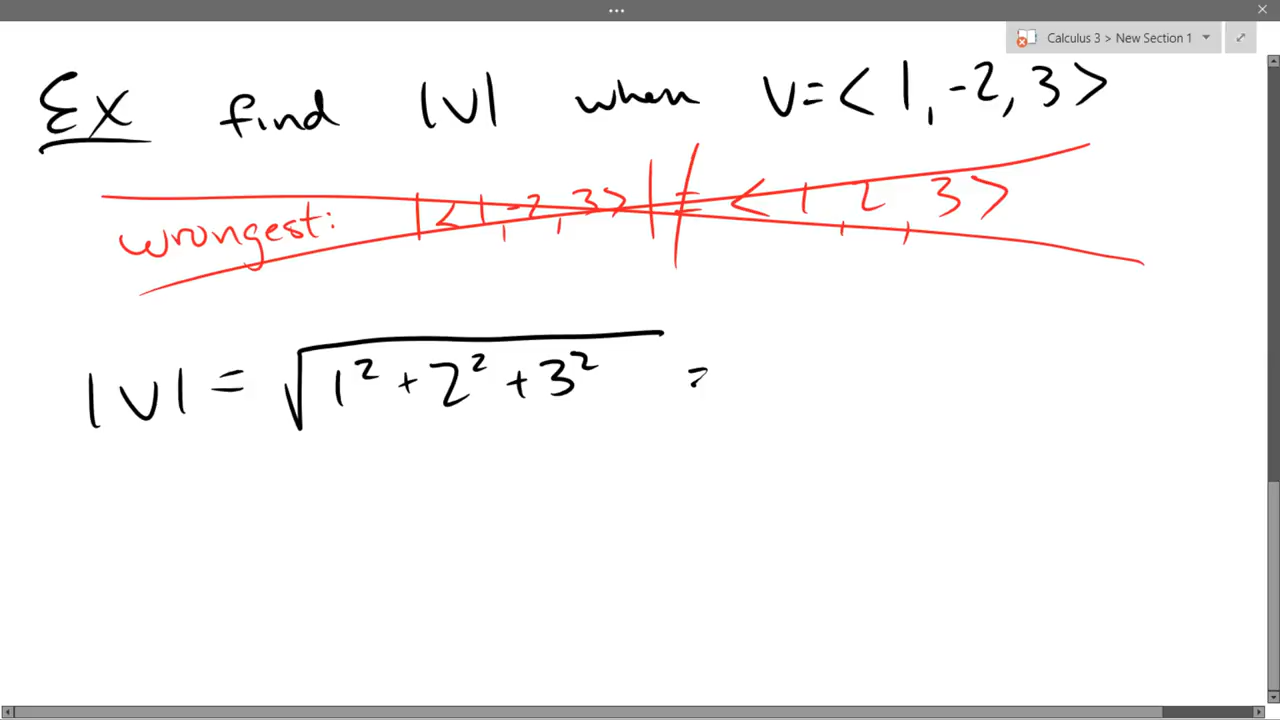 ...
Calculus 3 > New Section 1
Ex find |v| when v = < 1, -2, 3 >
wrongest: |< 1, -2, 3 >| ≠ < 1, 2, 3 >
|v| = √(1² + 2² + 3²) =